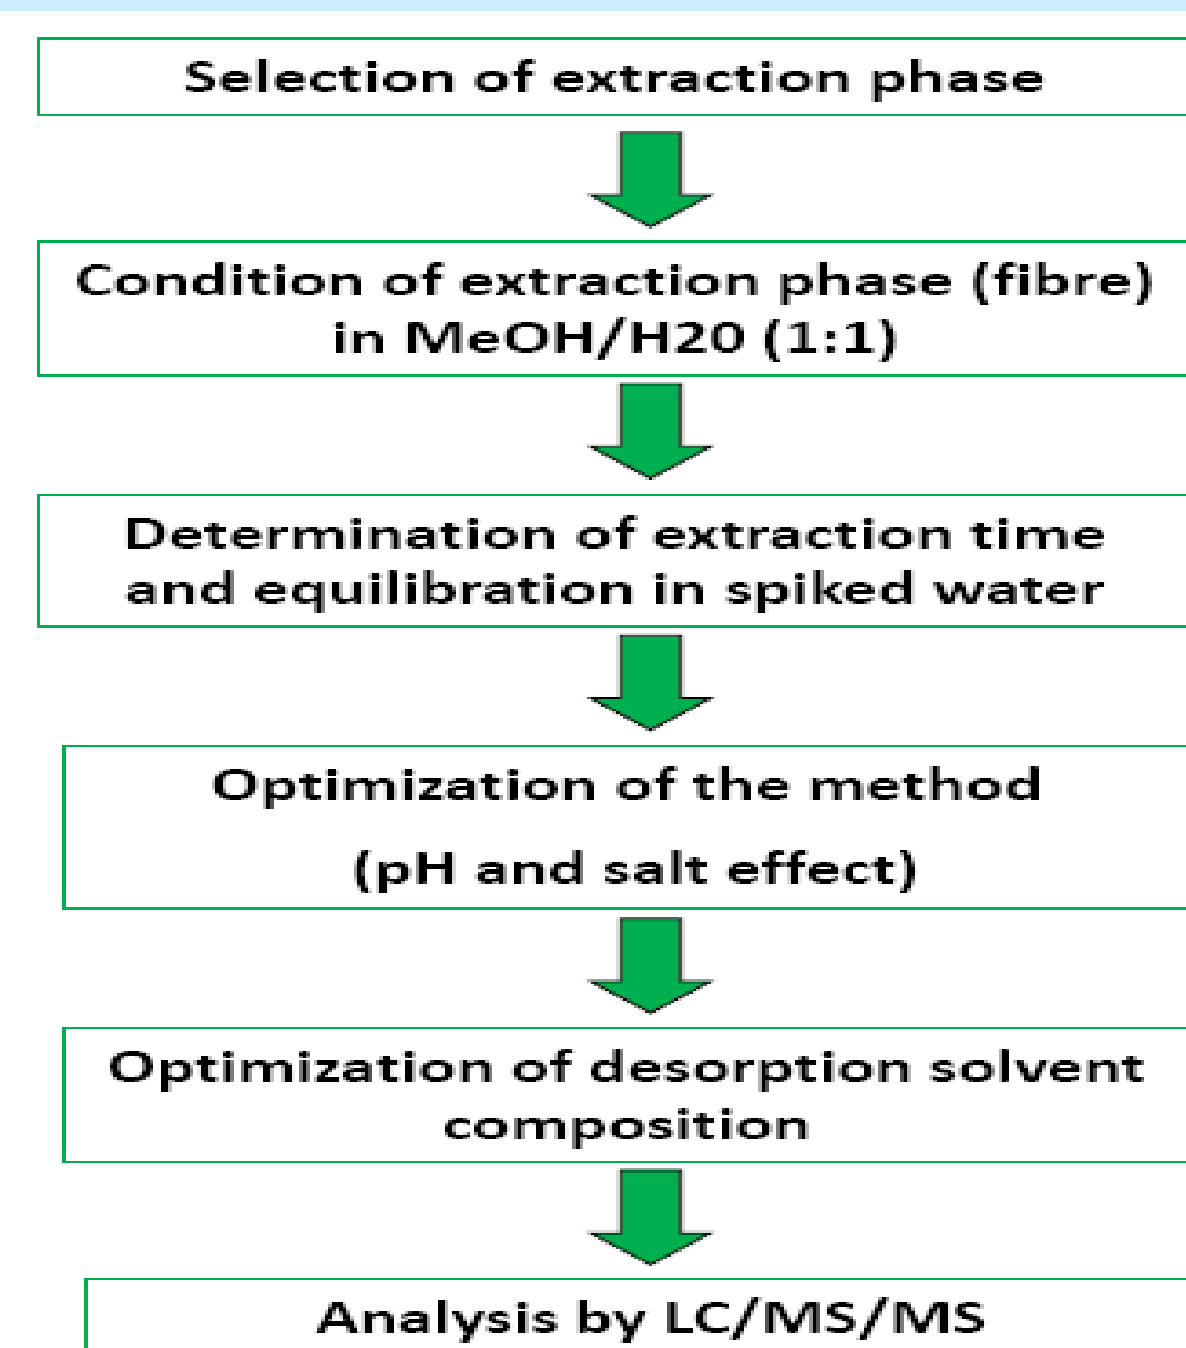 Selection of extraction phase
Condition of extraction phase (fibre)
in MeOH/H20 (1:1)
Determination of extraction time
and equilibration in spiked water
Optimization of the method
(pH and salt effect)
Optimization of desorption solvent
composition
Analysis by LC/MS/MS